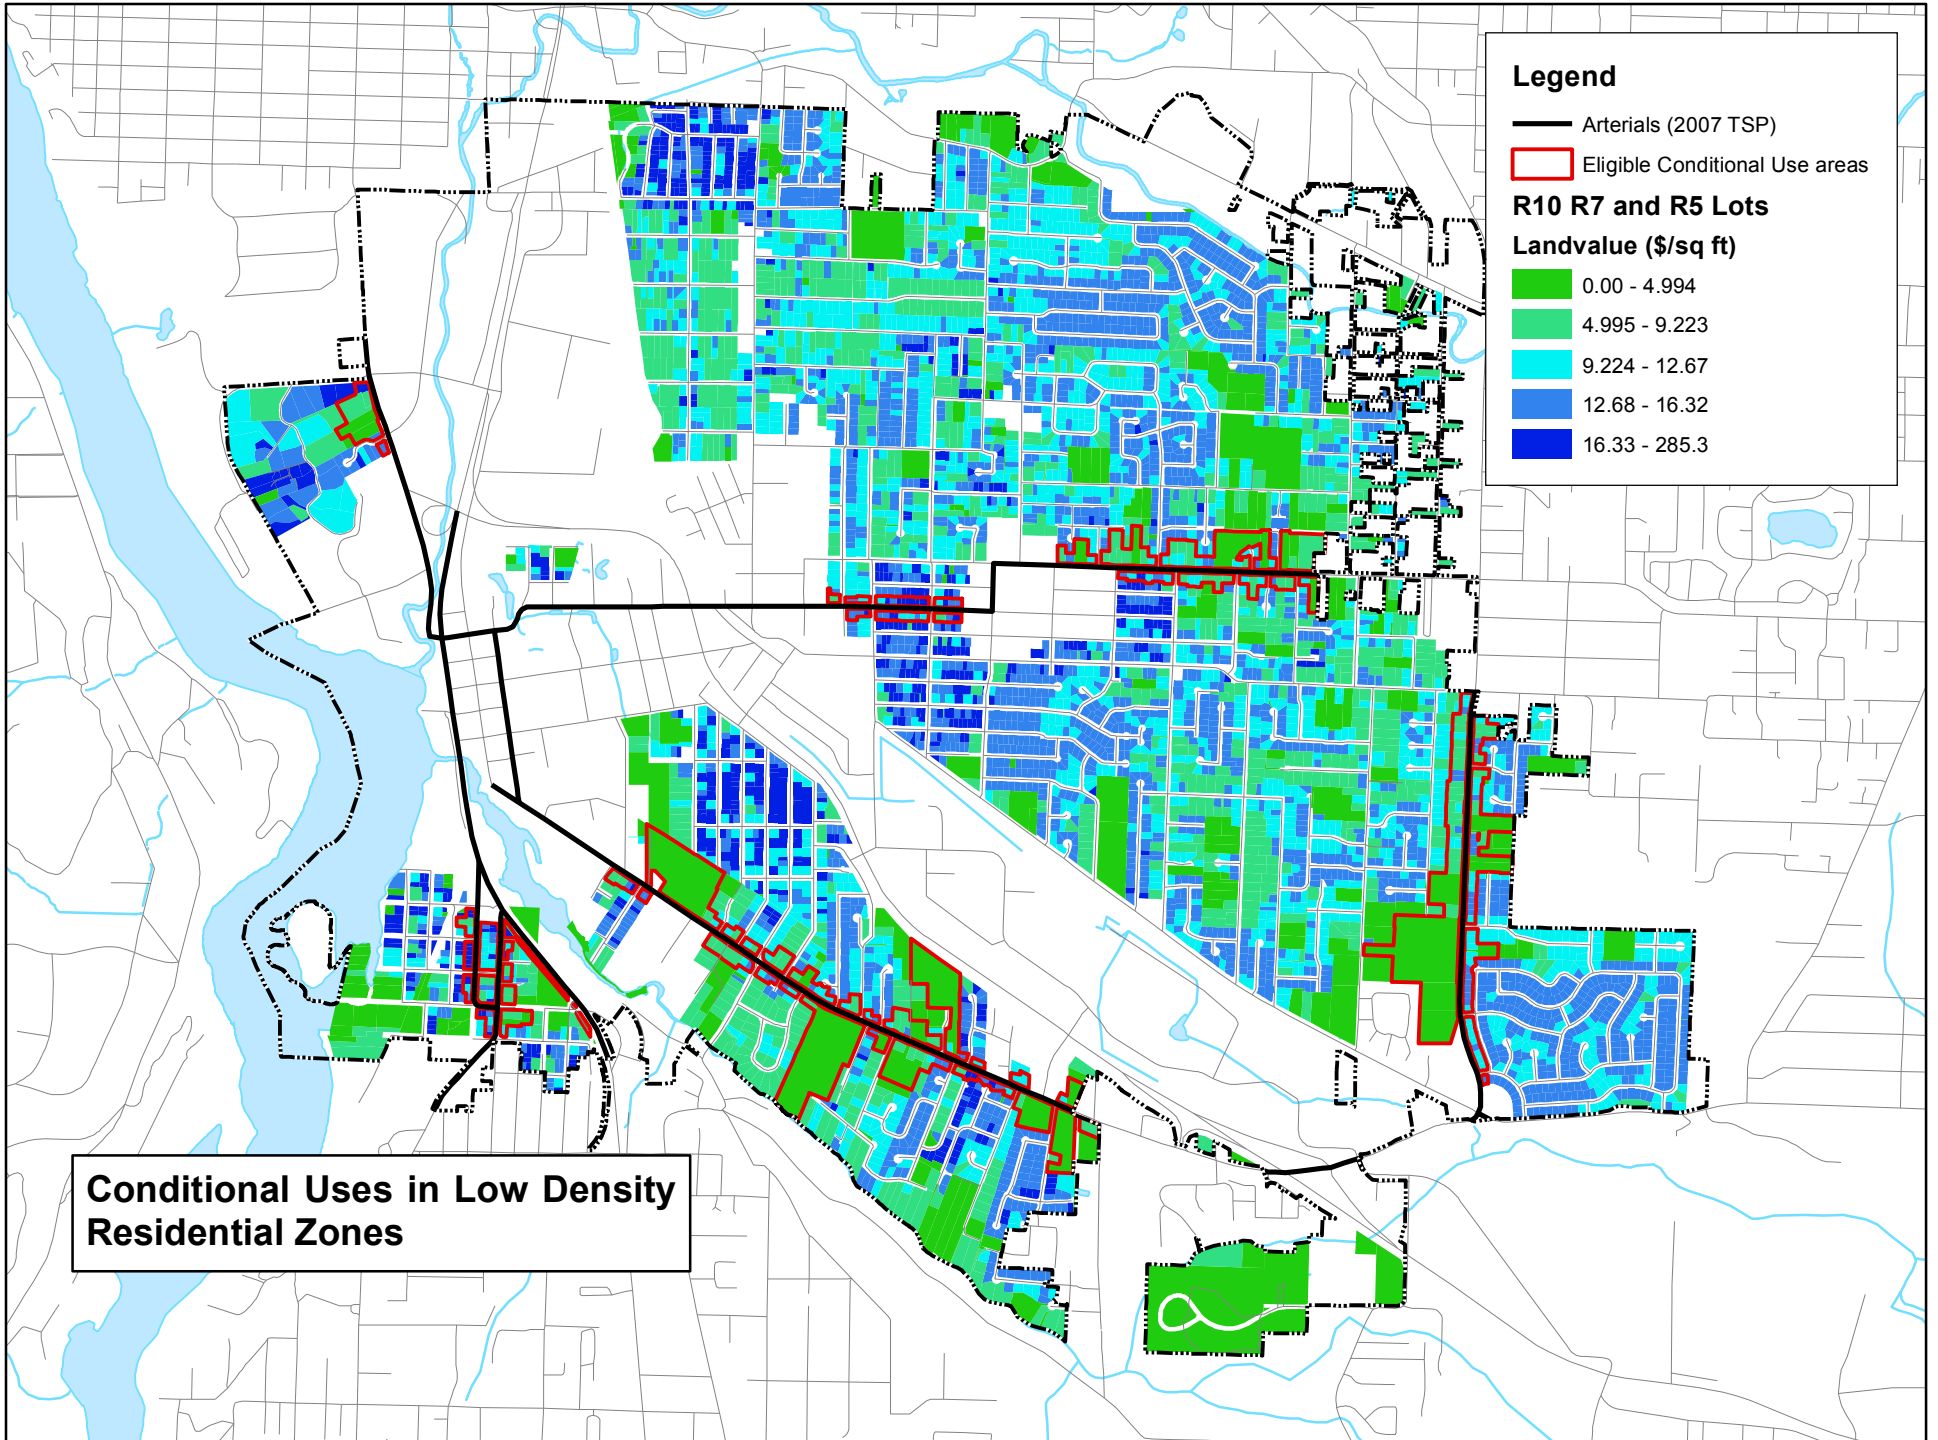 Legend
Arterials (2007 TSP)
Eligible Conditional Use areas
R10 R7 and R5 Lots
Landvalue ($/sq ft)
0.00 - 4.994
4.995 - 9.223
9.224 - 12.67
12.68 - 16.32
16.33 - 285.3
Conditional Uses in Low Density
Residential Zones